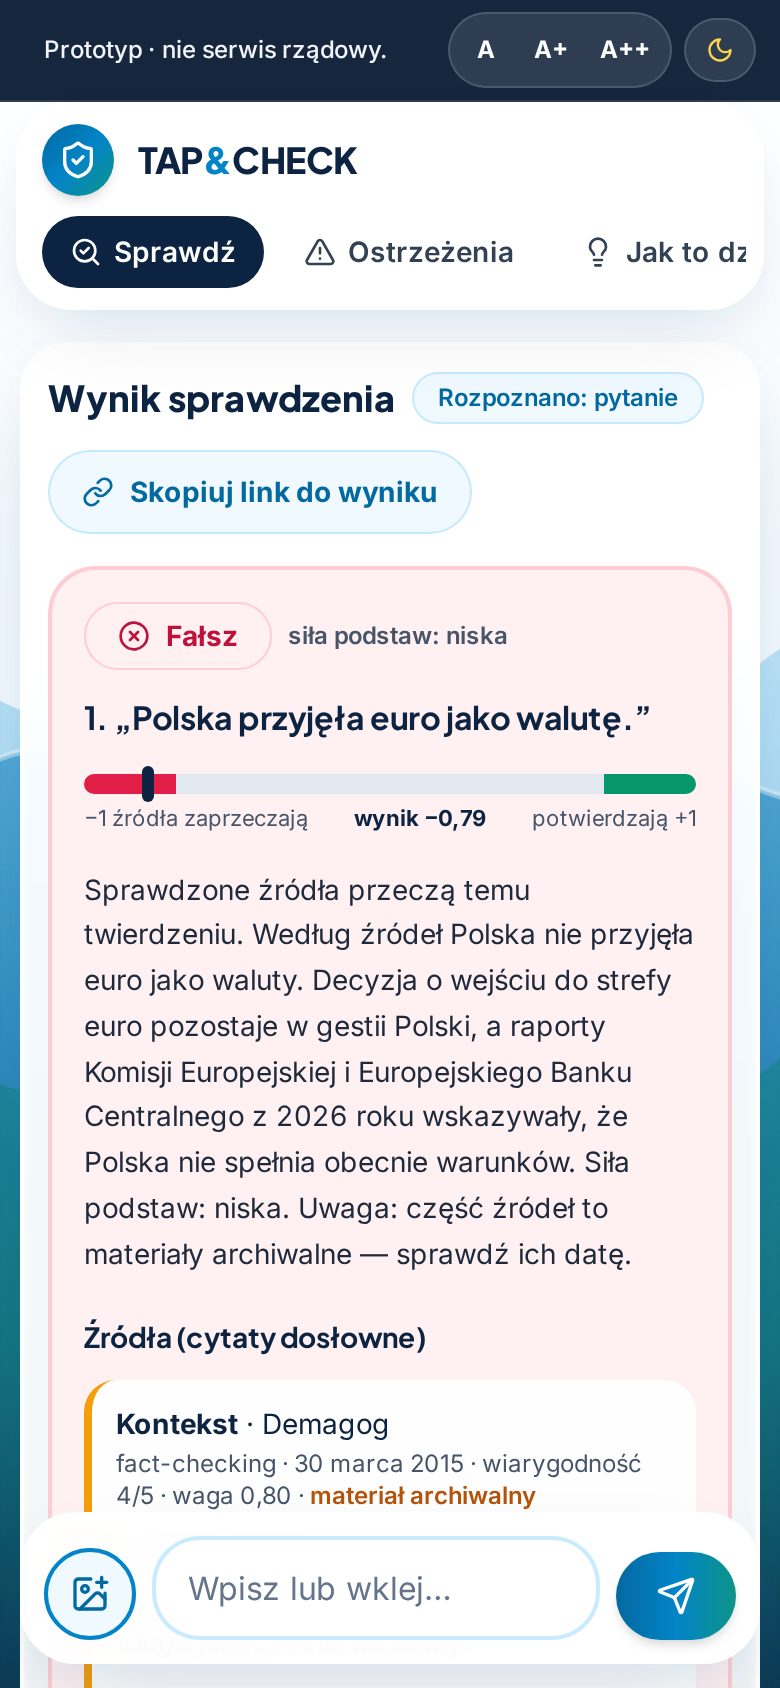 Prototyp · nie serwis rządowy.
A A+ A++
TAP&CHECK
Sprawdź Ostrzeżenia Jak to dz
Wynik sprawdzenia Rozpoznano: pytanie
Skopiuj link do wyniku
Fałsz siła podstaw: niska
1. „Polska przyjęła euro jako walutę.”
−1 źródła zaprzeczają wynik −0,79 potwierdzają +1
Sprawdzone źródła przeczą temu
twierdzeniu. Według źródeł Polska nie przyjęła
euro jako waluty. Decyzja o wejściu do strefy
euro pozostaje w gestii Polski, a raporty
Komisji Europejskiej i Europejskiego Banku
Centralnego z 2026 roku wskazywały, że
Polska nie spełnia obecnie warunków. Siła
podstaw: niska. Uwaga: część źródeł to
materiały archiwalne — sprawdź ich datę.
Źródła (cytaty dosłowne)
Kontekst · Demagog
fact-checking · 30 marca 2015 · wiarygodność
4/5 · waga 0,80 · materiał archiwalny
Wpisz lub wklej...